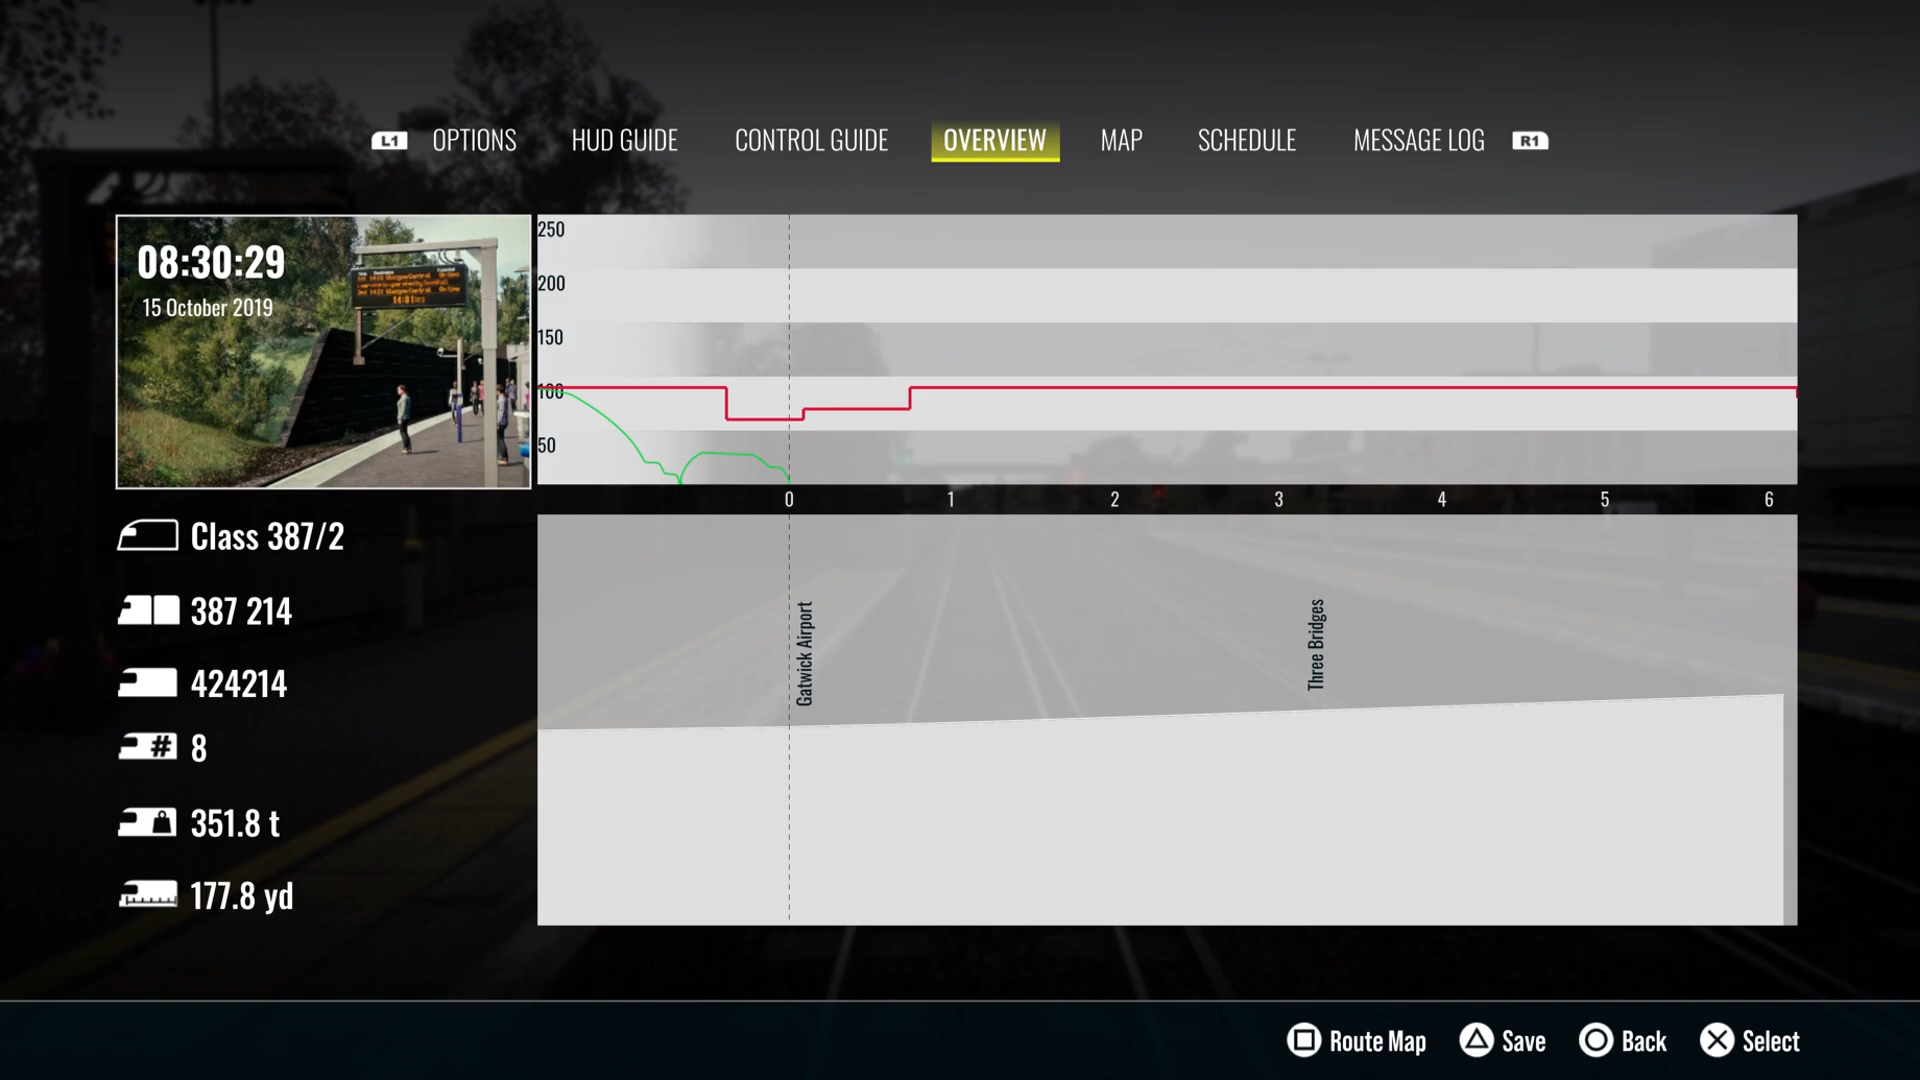 L1 OPTIONS HUD GUIDE CONTROL GUIDE OVERVIEW MAP SCHEDULE MESSAGE LOG R1
08:30:29
15 October 2019
250
200
150
100
50
0 1 2 3 4 5 6
Class 387/2
387 214
424214
# 8
351.8 t
177.8 yd
Gatwick Airport
Three Bridges
Route Map Save Back Select